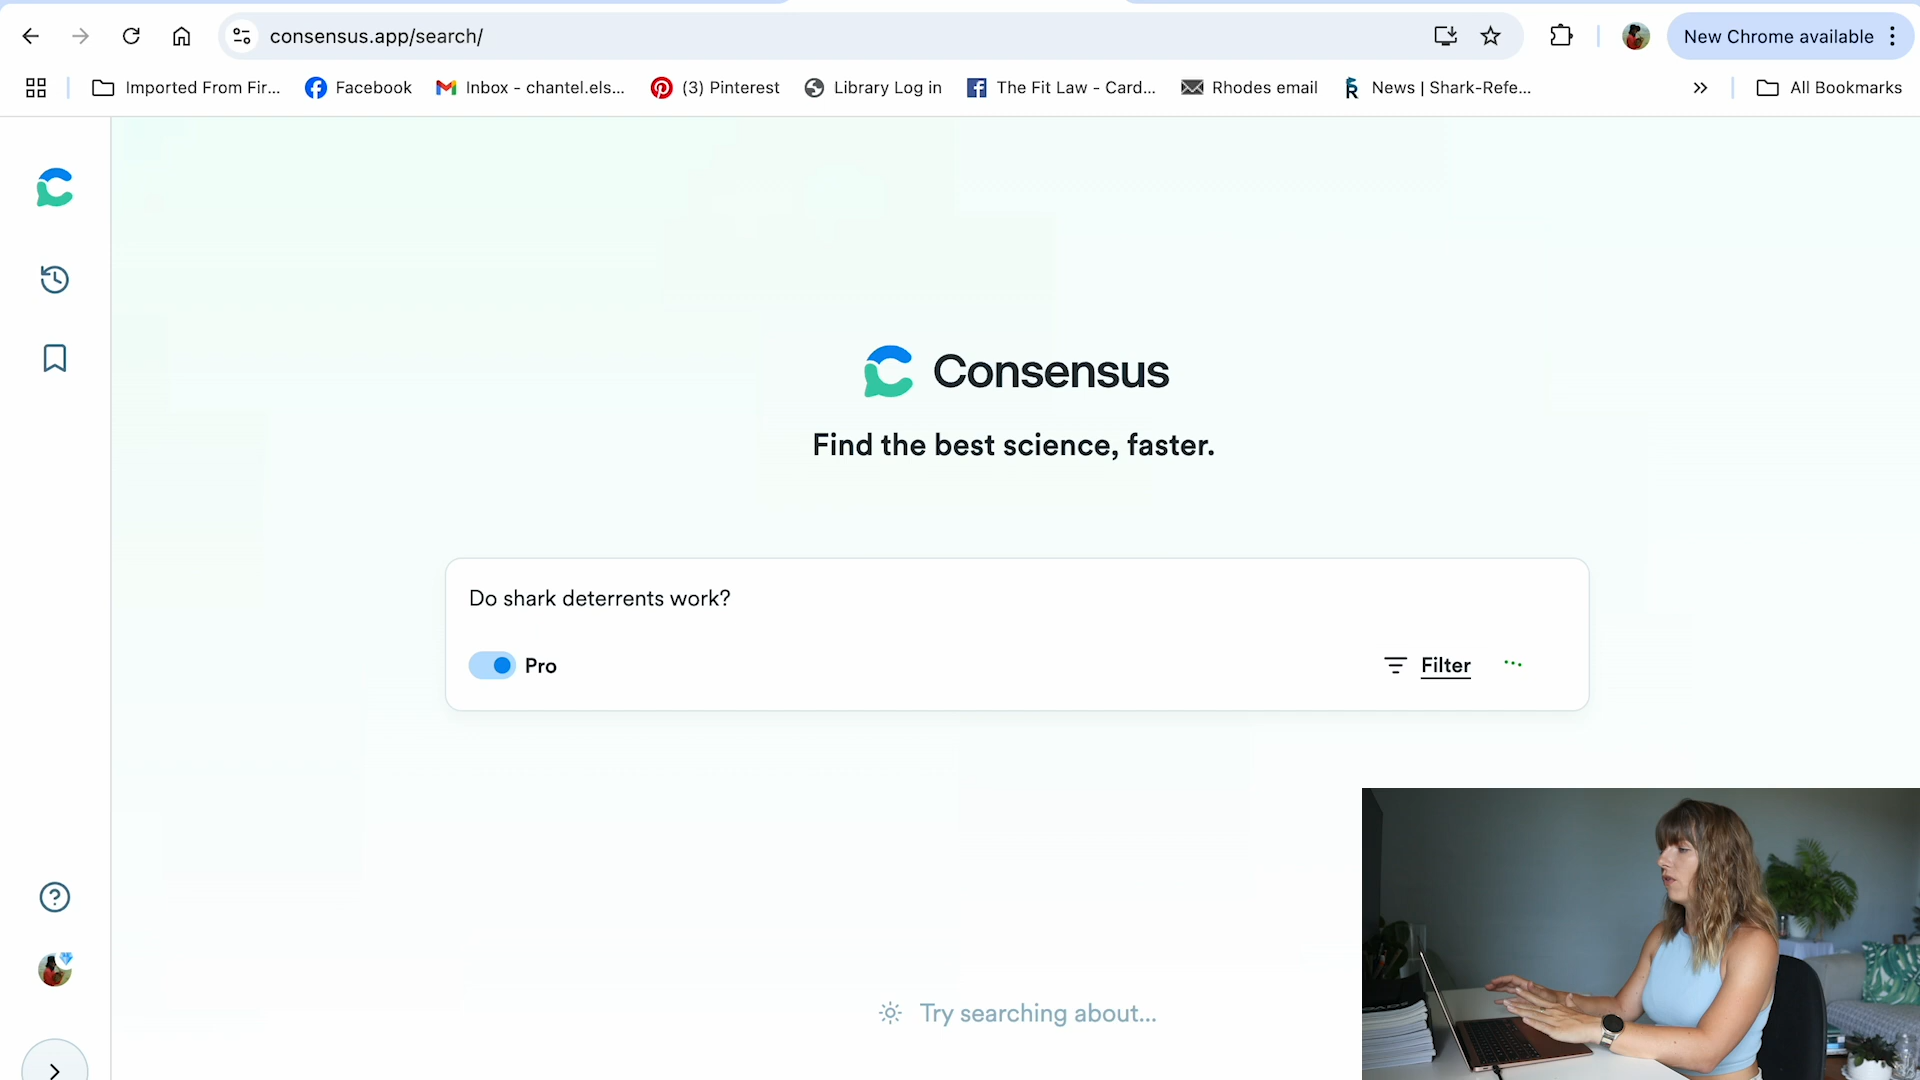 consensus.app/search/
New Chrome available
Imported From Fir...
Facebook
Inbox - chantel.els...
(3) Pinterest
Library Log in
The Fit Law - Card...
Rhodes email
News | Shark-Refe...
All Bookmarks
Consensus
Find the best science, faster.
Do shark deterrents work?
Pro
Filter
Try searching about...